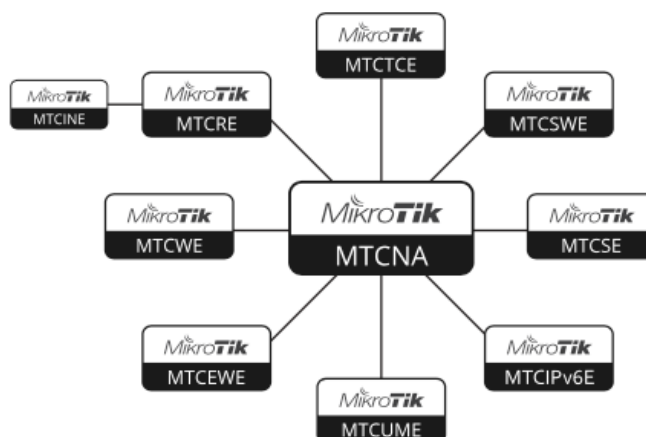 MikroTik
MTCTCE
MikroTik
MTCINE
MikroTik
MTCRE
MikroTik
MTCSWE
MikroTik
MTCNA
MikroTik
MTCWE
MikroTik
MTCSE
MikroTik
MTCEWE
MikroTik
MTCIPv6E
MikroTik
MTCUME